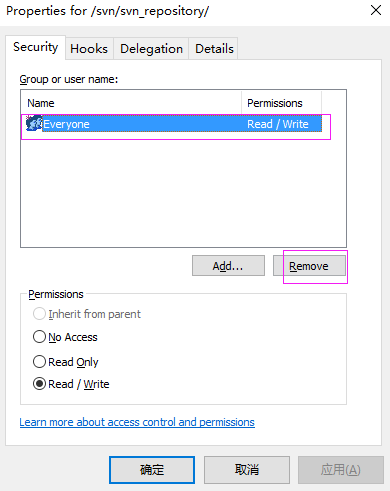 Properties for /svn/svn_repository/
Security Hooks Delegation Details
Group or user name:
Name Permissions
Everyone Read / Write
Add... Remove
Permissions
Inherit from parent
No Access
Read Only
Read / Write
Learn more about access control and permissions
确定 取消 应用(A)